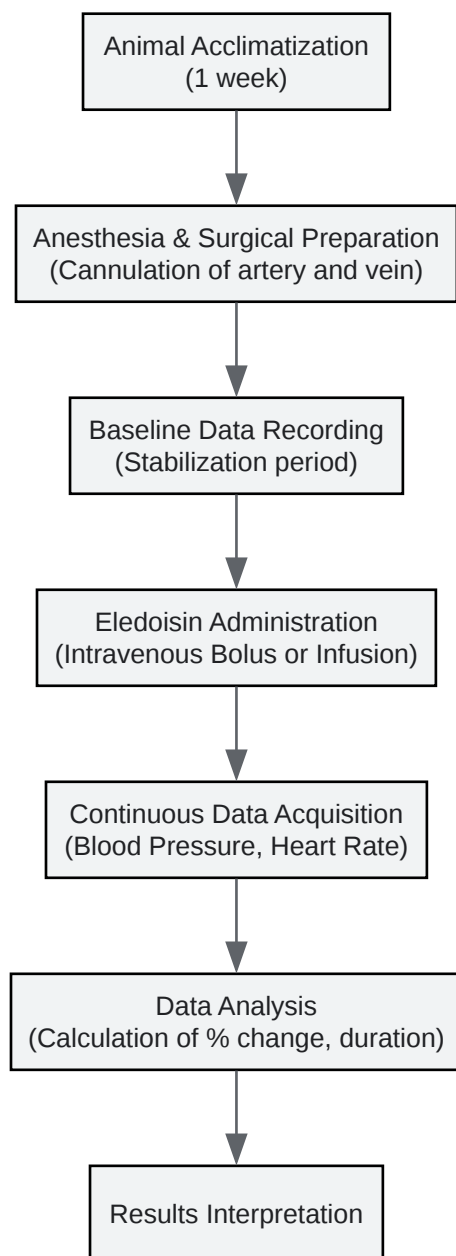 Animal Acclimatization
(1 week)
Anesthesia & Surgical Preparation
(Cannulation of artery and vein)
Baseline Data Recording
(Stabilization period)
Eledoisin Administration
(Intravenous Bolus or Infusion)
Continuous Data Acquisition
(Blood Pressure, Heart Rate)
Data Analysis
(Calculation of % change, duration)
Results Interpretation